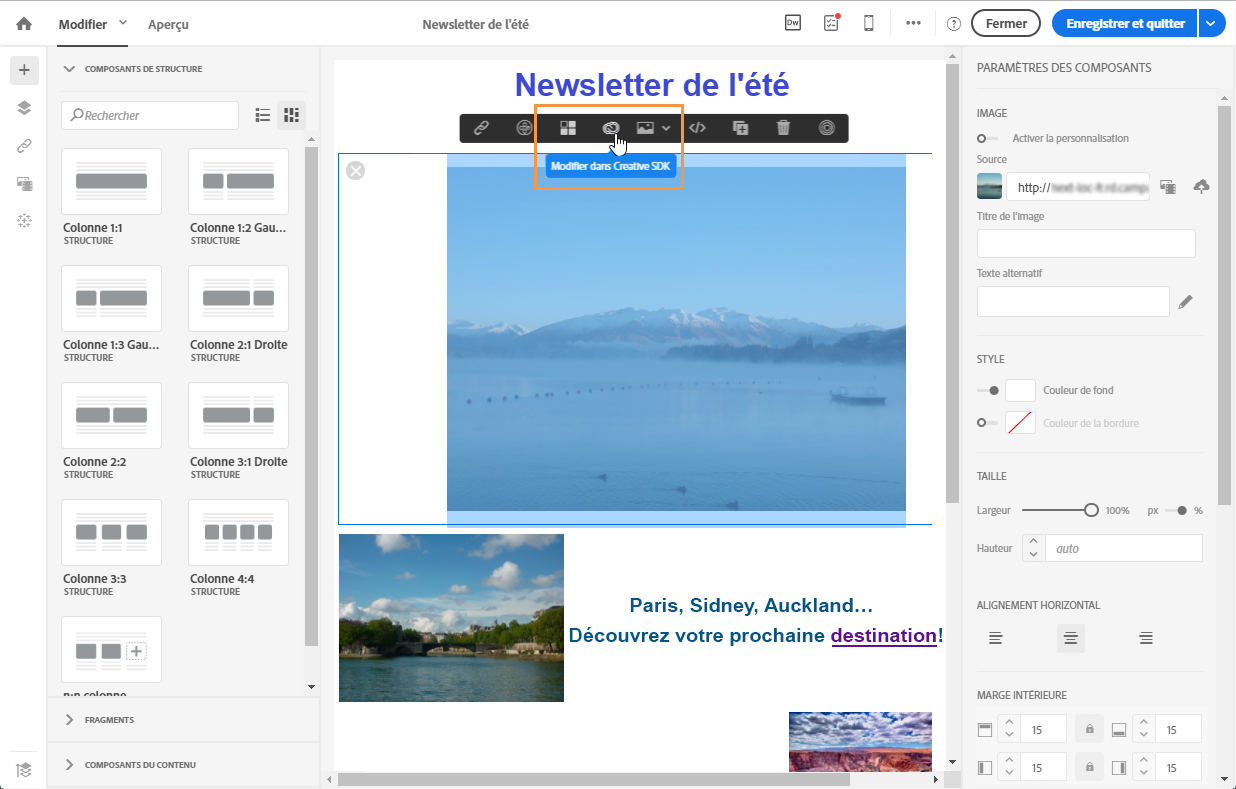 Modifier
Aperçu
Newsletter de l'été
Dw
Fermer
Enregistrer et quitter
COMPOSANTS DE STRUCTURE
Rechercher
Colonne 1:1
STRUCTURE
Colonne 1:2 Gau...
STRUCTURE
Colonne 1:3 Gau...
STRUCTURE
Colonne 2:1 Droite
STRUCTURE
Colonne 2:2
STRUCTURE
Colonne 3:1 Droite
STRUCTURE
Colonne 3:3
STRUCTURE
Colonne 4:4
STRUCTURE
n:n colonne
FRAGMENTS
COMPOSANTS DU CONTENU
Newsletter de l'été
Modifier dans Creative SDK
Paris, Sidney, Auckland…
Découvrez votre prochaine destination!
PARAMÈTRES DES COMPOSANTS
IMAGE
Activer la personnalisation
Source
http://
Titre de l'image
Texte alternatif
STYLE
Couleur de fond
Couleur de la bordure
TAILLE
Largeur 100% px %
Hauteur auto
ALIGNEMENT HORIZONTAL
MARGE INTÉRIEURE
15 15
15 15